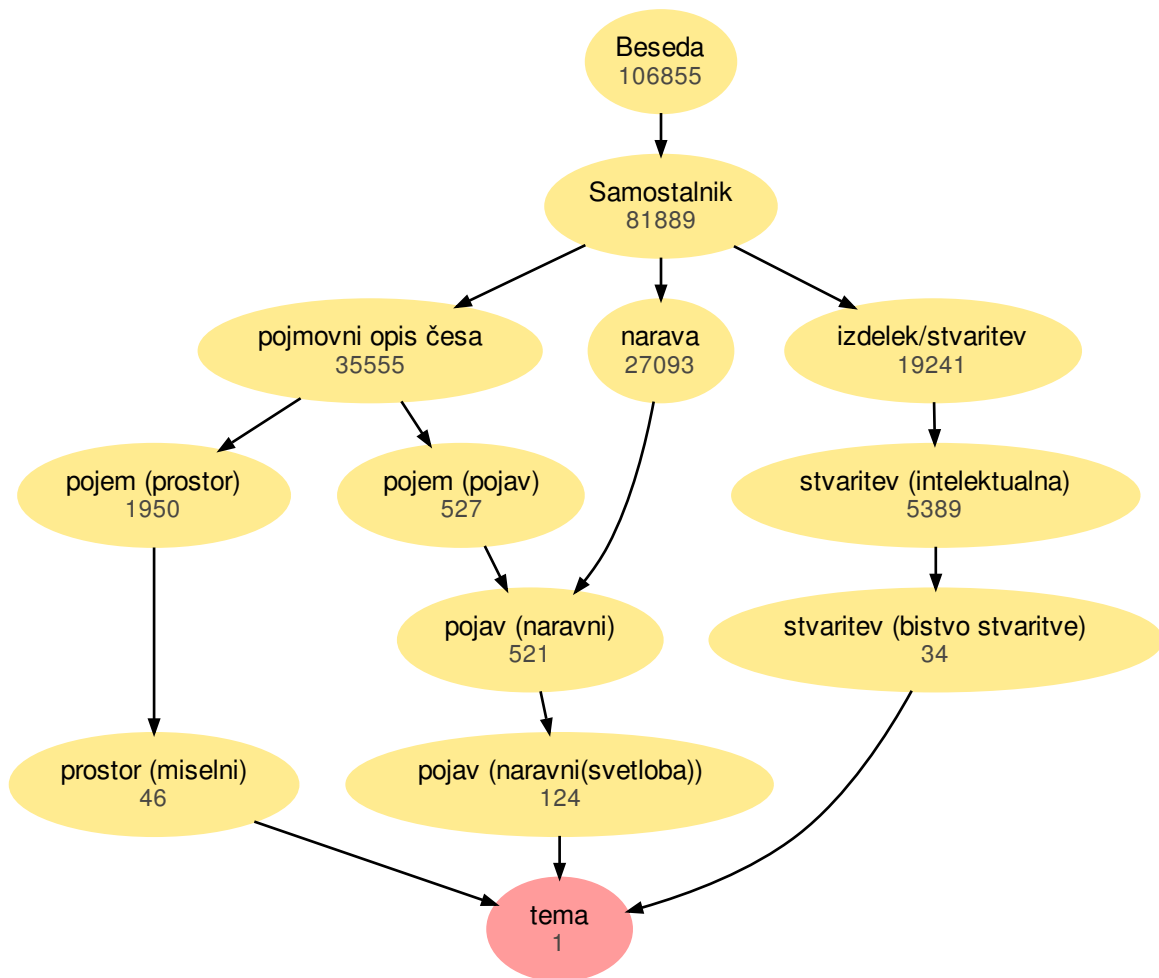 Beseda
106855
Samostalnik
81889
pojmovni opis česa
35555
narava
27093
izdelek/stvaritev
19241
pojem (prostor)
1950
pojem (pojav)
527
stvaritev (intelektualna)
5389
pojav (naravni)
521
stvaritev (bistvo stvaritve)
34
prostor (miselni)
46
pojav (naravni(svetloba))
124
tema
1